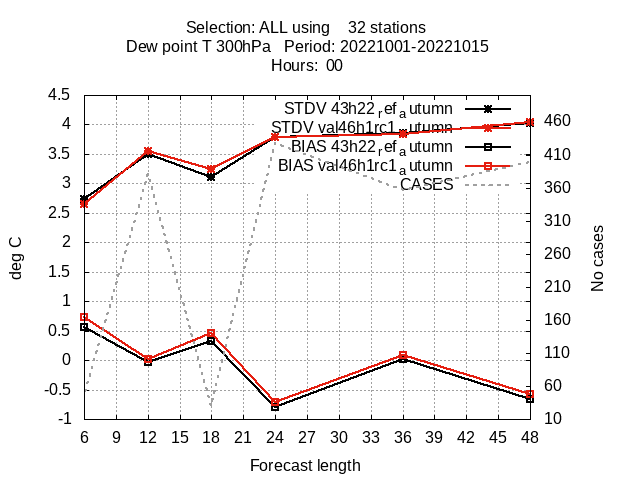 Selection: ALL using 32 stations
Dew point T 300hPa Period: 20221001-20221015
Hours: 00
STDV 43h22ref_autumn
STDV val46h1rc1_autumn
BIAS 43h22ref_autumn
BIAS val46h1rc1_autumn
CASES
4.5
4
3.5
3
2.5
2
1.5
1
0.5
0
-0.5
-1
deg C
460
410
360
310
260
210
160
110
60
10
No cases
6 9 12 15 18 21 24 27 30 33 36 39 42 45 48
Forecast length